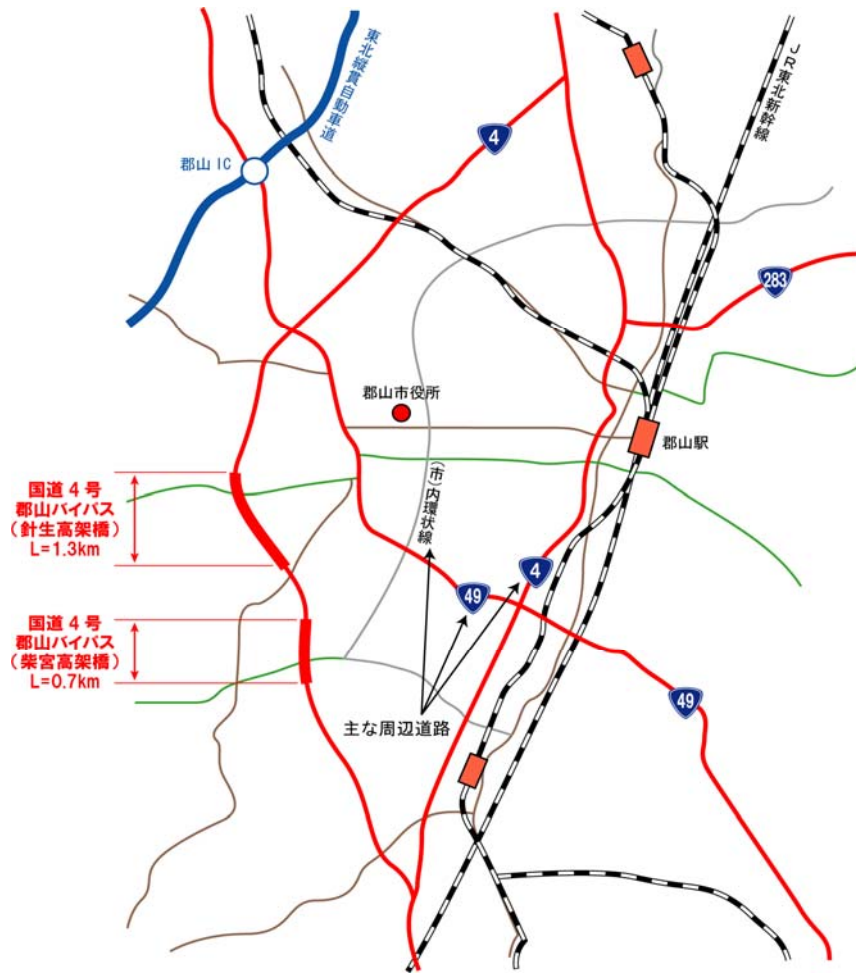 東北縦貫自動車道
JR東北新幹線
4
郡山 IC
283
郡山市役所
郡山駅
(市)内環状線
国道 4 号
郡山バイパス
(針生高架橋)
L=1.3km
4
49
国道 4 号
郡山バイパス
(柴宮高架橋)
L=0.7km
49
主な周辺道路